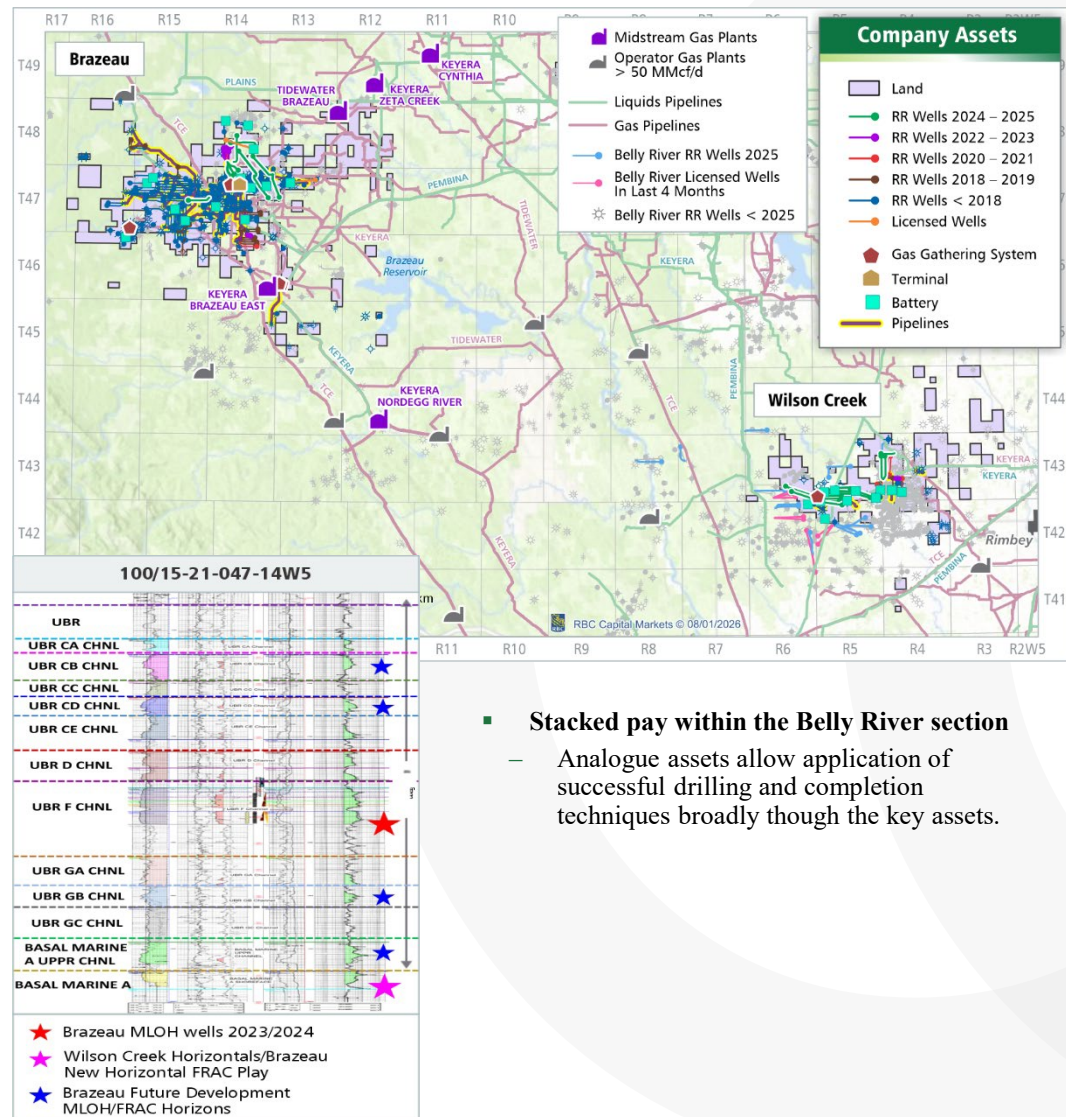 R17 R16 R15 R14 R13 R12 R11 R10
Brazeau
T49
T48
T47
T46
T45
T44
T43
T42
PLAINS
TCE
TIDEWATER
BRAZEAU
KEYERA
ZETA CREEK
KEYERA
CYNTHIA
PEMBINA
KEYERA
Brazeau
Reservoir
KEYERA
BRAZEAU EAST
KEYERA
TCE
KEYERA
NORDEGG RIVER
TIDEWATER
TIDEWATER
KEYERA
TCE
KEYERA
PEMBINA
PEMBINA
Midstream Gas Plants
Operator Gas Plants
> 50 MMcf/d
Liquids Pipelines
Gas Pipelines
Belly River RR Wells 2025
Belly River Licensed Wells
In Last 4 Months
Belly River RR Wells < 2025
Company Assets
Land
RR Wells 2024 – 2025
RR Wells 2022 – 2023
RR Wells 2020 – 2021
RR Wells 2018 – 2019
RR Wells < 2018
Licensed Wells
Gas Gathering System
Terminal
Battery
Pipelines
Wilson Creek
T44
KEYERA
T43
KEYERA
T42
Rimbey
TCE
PEMBINA
T41
km
RBC Capital Markets © 08/01/2026
R11 R10 R9 R8 R7 R6 R5 R4 R3 R2W5
100/15-21-047-14W5
UBR
UBR CA CHNL
UBR CB CHNL
UBR CC CHNL
UBR CD CHNL
UBR CE CHNL
UBR D CHNL
UBR F CHNL
UBR GA CHNL
UBR GB CHNL
UBR GC CHNL
BASAL MARINE
A UPPR CHNL
BASAL MARINE A
Brazeau MLOH wells 2023/2024
Wilson Creek Horizontals/Brazeau
New Horizontal FRAC Play
Brazeau Future Development
MLOH/FRAC Horizons
▪ Stacked pay within the Belly River section
– Analogue assets allow application of
successful drilling and completion
techniques broadly though the key assets.